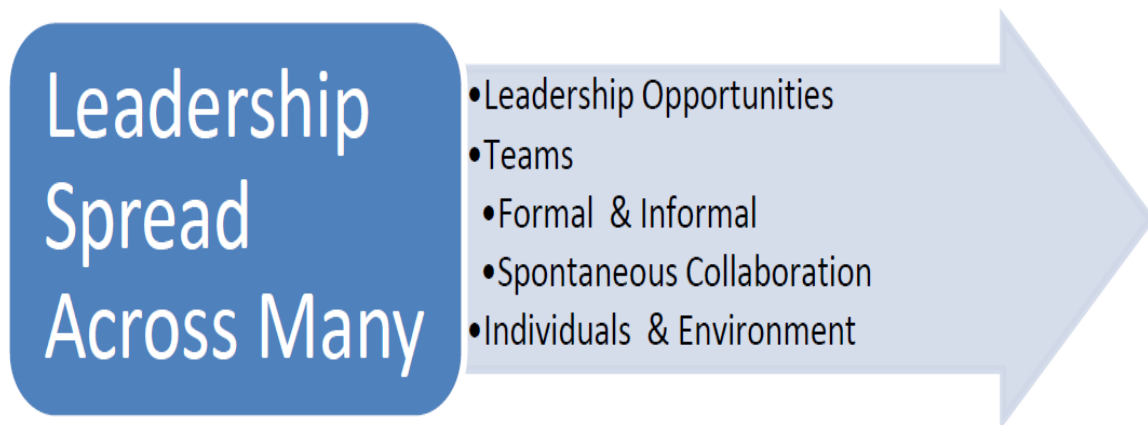 Leadership
Spread
Across Many
•Leadership Opportunities
•Teams
•Formal & Informal
•Spontaneous Collaboration
•Individuals & Environment